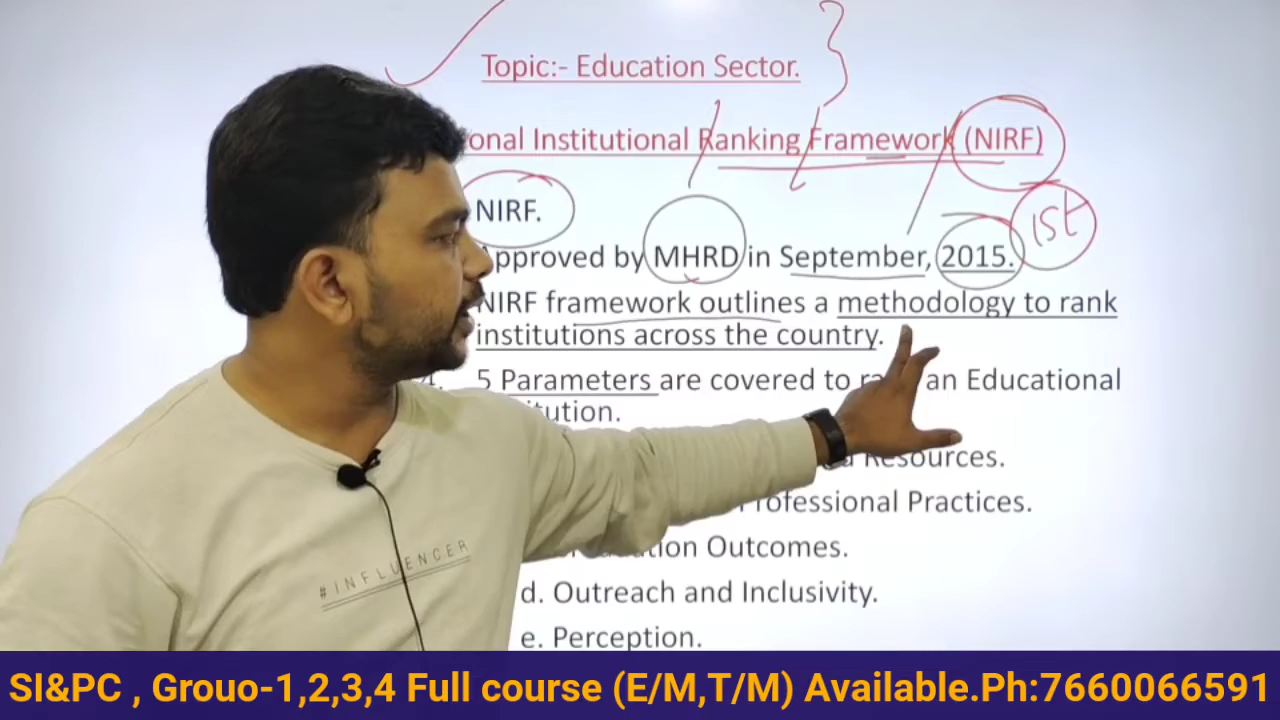 Topic:- Education Sector.
onal Institutional Ranking Framework (NIRF)
NIRF.
1st
Approved by MHRD in September, 2015.
NIRF framework outlines a methodology to rank
institutions across the country.
4. 5 Parameters are covered to an Educational
Resources.
Professional Practices.
Outcomes.
d. Outreach and Inclusivity.
e. Perception.
#INFLUENCER
SI&PC , Grouo-1,2,3,4 Full course (E/M,T/M) Available.Ph:7660066591